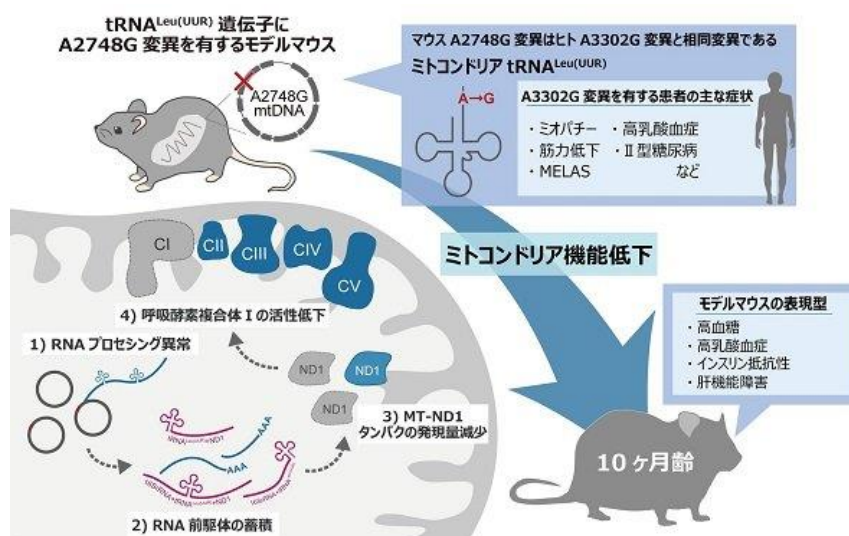 tRNA^Leu(UUR) 遺伝子に
A2748G 変異を有するモデルマウス
A2748G
mtDNA
マウス A2748G 変異はヒト A3302G 変異と相同変異である
ミトコンドリア tRNA^Leu(UUR)
A→G
A3302G 変異を有する患者の主な症状
・ミオパチー ・高乳酸血症
・筋力低下 ・Ⅱ型糖尿病
・MELAS など
CI
CII
CIII
CIV
CV
ミトコンドリア機能低下
4) 呼吸酵素複合体 I の活性低下
1) RNA プロセシング異常
ND1
ND1
ND1
3) MT-ND1
タンパクの発現量減少
AAA
AAA
2) RNA 前駆体の蓄積
モデルマウスの表現型
・高血糖
・高乳酸血症
・インスリン抵抗性
・肝機能障害
10 ヶ月齢